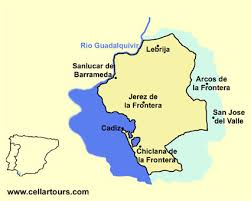 Rio Guadalquivir
Lebrija
Sanlucar de
Barrameda
Arcos de
la Frontera
Jerez de
la Frontera
San Jose
del Valle
Cadiz
Chiclana de
la Frontera
www.cellartours.com